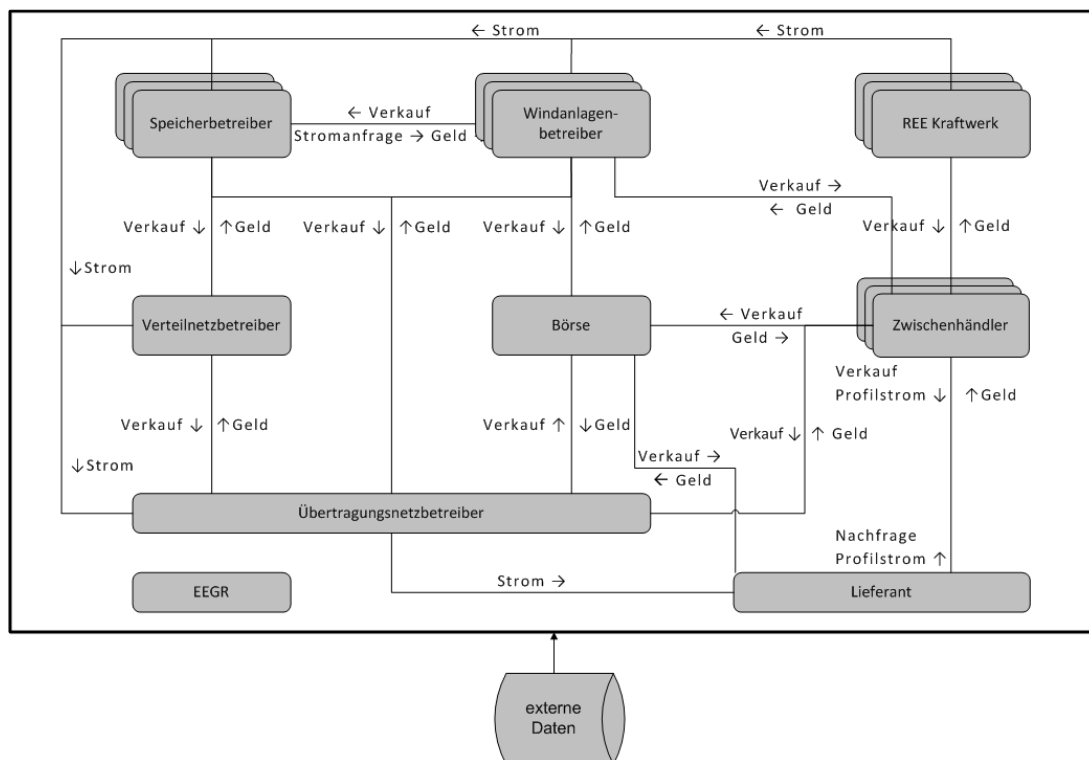 ← Strom
← Strom
Speicherbetreiber
← Verkauf
Stromanfrage → Geld
Windanlagen-
betreiber
REE Kraftwerk
Verkauf →
← Geld
Verkauf ↓ ↑Geld
Verkauf ↓ ↑Geld
Verkauf ↓ ↑Geld
Verkauf ↓ ↑Geld
↓Strom
Verteilnetzbetreiber
Börse
← Verkauf
Geld →
Zwischenhändler
Verkauf
Profilstrom ↓ ↑Geld
Verkauf ↓ ↑Geld
Verkauf ↑ ↓Geld
Verkauf ↓ ↑ Geld
Verkauf →
← Geld
↓Strom
Übertragungsnetzbetreiber
Nachfrage
Profilstrom ↑
EEGR
Strom →
Lieferant
externe
Daten